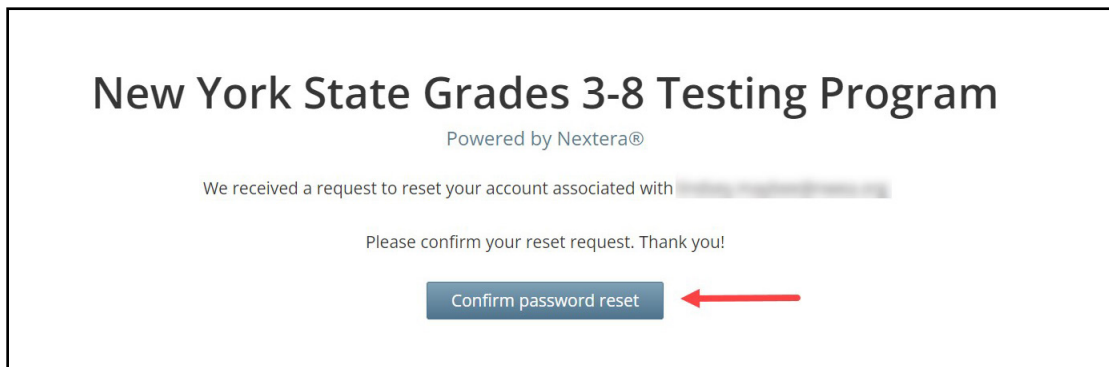 New York State Grades 3-8 Testing Program
Powered by Nextera®
We received a request to reset your account associated with
Please confirm your reset request. Thank you!
Confirm password reset